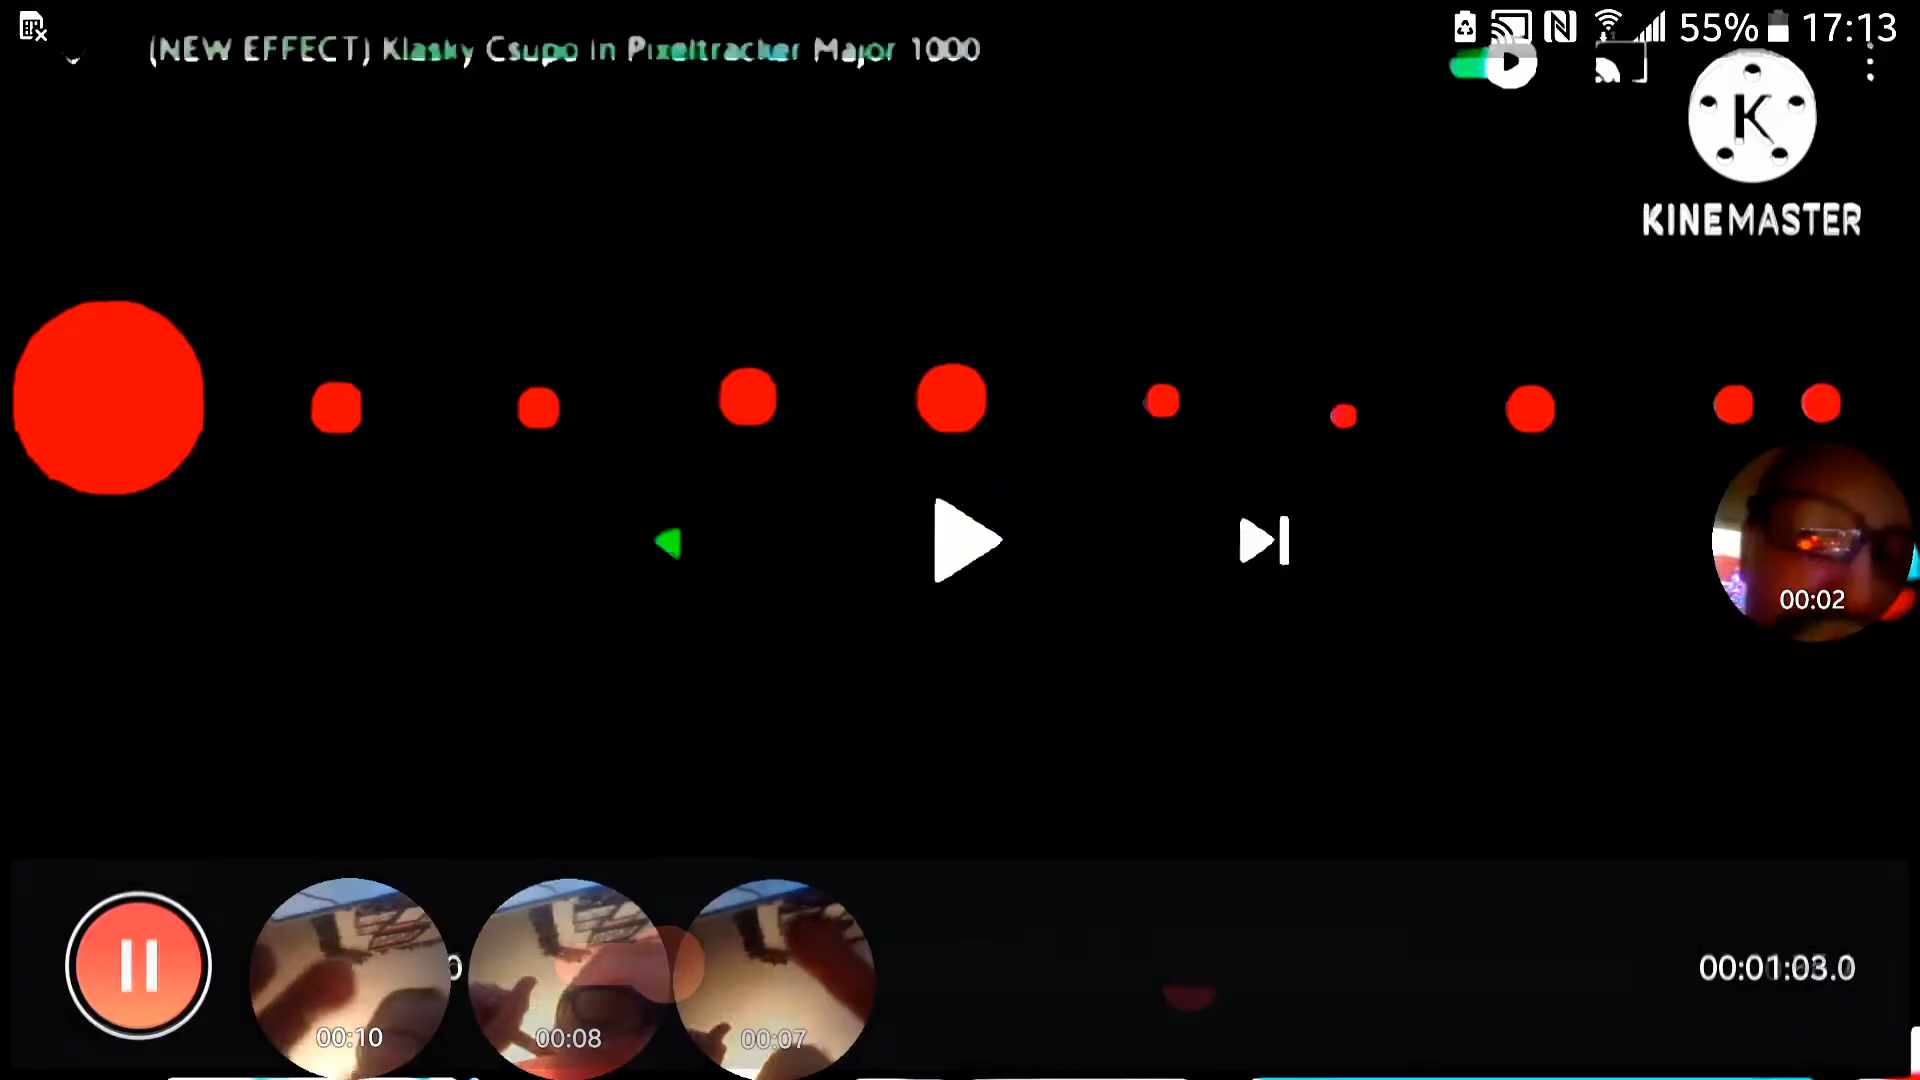 55% 17:13
(NEW EFFECT) Klasky Csupo in Pixeltracker Major 1000
K
KINEMASTER
00:02
0
00:01:03.0
00:10
00:08
00:07